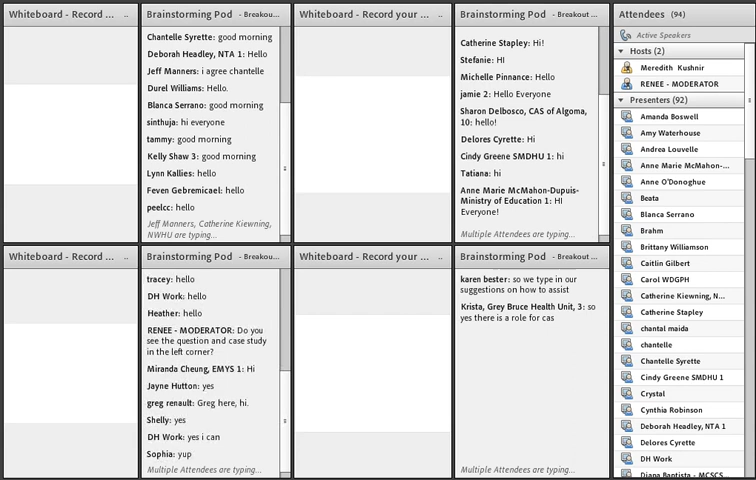 Whiteboard - Record ...
Brainstorming Pod - Breakou...
Chantelle Syrette: good morning
Deborah Headley, NTA 1: Hello
Jeff Manners: i agree chantelle
Durel Williams: Hello.
Blanca Serrano: good morning
sinthuja: hi everyone
tammy: good morning
Kelly Shaw 3: good morning
Lynn Kallies: hello
Feven Gebremicael: hello
peelcc: hello
Jeff Manners, Catherine Kiewning,
NWHU are typing...
Whiteboard - Record your ...
Brainstorming Pod - Breakout ...
Catherine Stapley: Hi!
Stefanie: HI
Michelle Pinnance: Hello
jamie 2: Hello Everyone
Sharon Delbosco, CAS of Algoma,
10: hello!
Delores Cyrette: Hi
Cindy Greene SMDHU 1: hi
Tatiana: hi
Anne Marie McMahon-Dupuis-
Ministry of Education 1: HI
Everyone!
Multiple Attendees are typing...
Whiteboard - Record ...
Brainstorming Pod - Breakou...
tracey: hello
DH Work: hello
Heather: hello
RENEE - MODERATOR: Do you
see the question and case study
in the left corner?
Miranda Cheung, EMYS 1: Hi
Jayne Hutton: yes
greg renault: Greg here, hi.
Shelly: yes
DH Work: yes i can
Sophia: yup
Multiple Attendees are typing...
Whiteboard - Record your ...
Brainstorming Pod - Breakout ...
karen bester: so we type in our
suggestions on how to assist
Krista, Grey Bruce Health Unit, 3: so
yes there is a role for cas
Multiple Attendees are typing...
Attendees (94)
Active Speakers
Hosts (2)
Meredith Kushnir
RENEE - MODERATOR
Presenters (92)
Amanda Boswell
Amy Waterhouse
Andrea Louvelle
Anne Marie McMahon-...
Anne O'Donoghue
Beata
Blanca Serrano
Brahm
Brittany Williamson
Caitlin Gilbert
Carol WDGPH
Catherine Kiewning, N...
Catherine Stapley
chantal maida
chantelle
Chantelle Syrette
Cindy Greene SMDHU 1
Crystal
Cynthia Robinson
Deborah Headley, NTA 1
Delores Cyrette
DH Work
Diana Baptista - MCSCS...